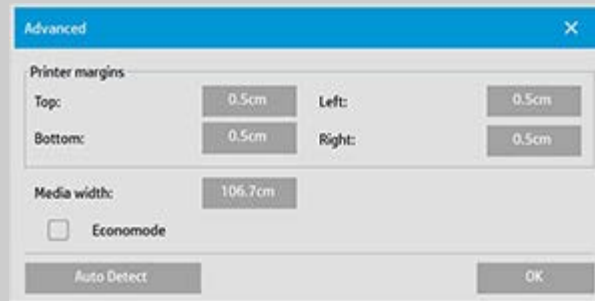 Advanced
Printer margins
Top: 0.5cm Left: 0.5cm
Bottom: 0.5cm Right: 0.5cm
Media width: 106.7cm
Economode
Auto Detect OK